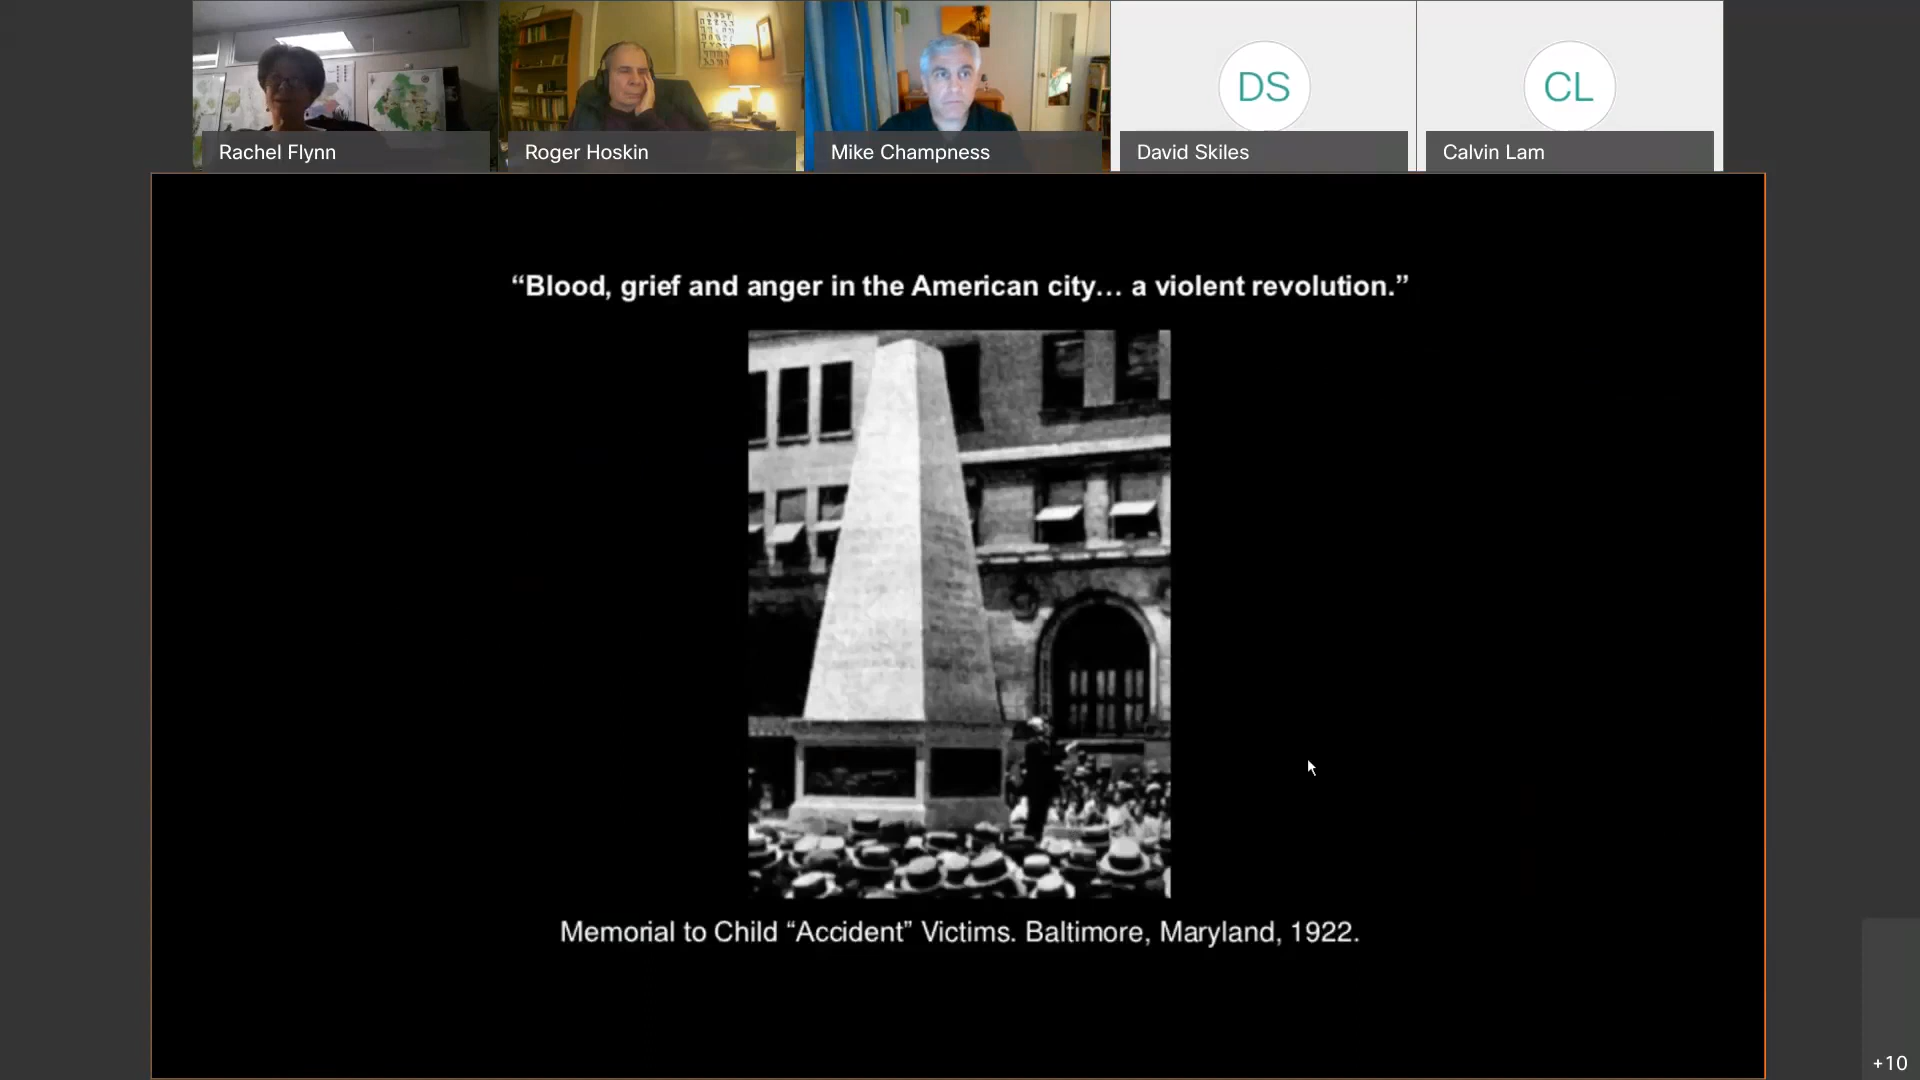 DS
CL
Rachel Flynn
Roger Hoskin
Mike Champness
David Skiles
Calvin Lam
“Blood, grief and anger in the American city… a violent revolution.”
Memorial to Child “Accident” Victims. Baltimore, Maryland, 1922.
+10